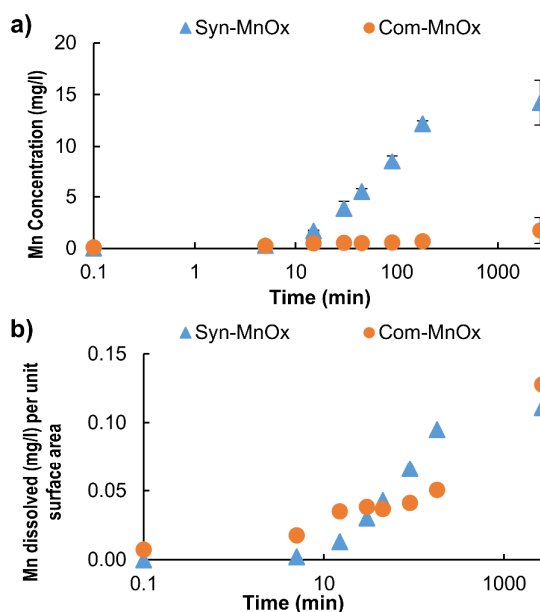 a)
Syn-MnOx Com-MnOx
Mn Concentration (mg/l)
20
15
10
5
0
0.1 1 10 100 1000
Time (min)
b)
Syn-MnOx Com-MnOx
Mn dissolved (mg/l) per unit
surface area
0.15
0.10
0.05
0.00
0.1 10 1000
Time (min)